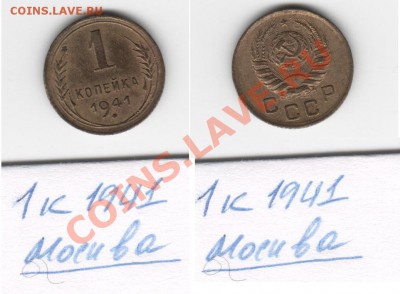 COINS.LAVE.RU
1
КОПЕЙКА
1941
СССР
1к 1941
Москва
1к 1941
Москва
COINS.LAVE.RU